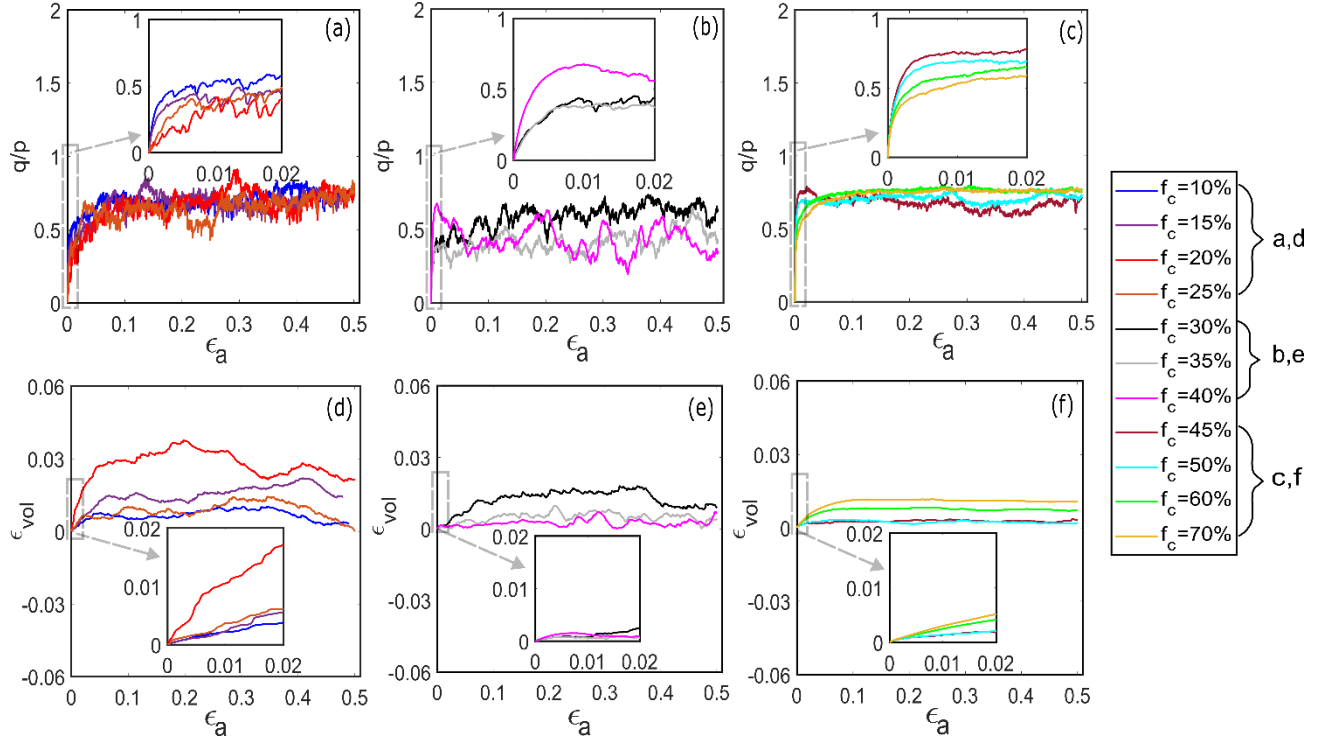 (a)
2
1.5
1
0.5
0
q/p
0 0.1 0.2 0.3 0.4 0.5
ϵa
1
0.5
0
0 0.01 0.02
(b)
2
1.5
1
0.5
0
q/p
0 0.1 0.2 0.3 0.4 0.5
ϵa
1
0.5
0
0 0.01 0.02
(c)
2
1.5
1
0.5
0
q/p
0 0.1 0.2 0.3 0.4 0.5
ϵa
1
0.5
0
0 0.01 0.02
(d)
0.06
0.03
0
-0.03
-0.06
ϵvol
0 0.1 0.2 0.3 0.4 0.5
ϵa
0.02
0.01
0
0 0.01 0.02
(e)
0.06
0.03
0
-0.03
-0.06
ϵvol
0 0.1 0.2 0.3 0.4 0.5
ϵa
0.02
0.01
0
0 0.01 0.02
(f)
0.06
0.03
0
-0.03
-0.06
ϵvol
0 0.1 0.2 0.3 0.4 0.5
ϵa
0.02
0.01
0
0 0.01 0.02
fc=10%
fc=15%
fc=20%
fc=25%
a,d
fc=30%
fc=35%
fc=40%
b,e
fc=45%
fc=50%
fc=60%
fc=70%
c,f